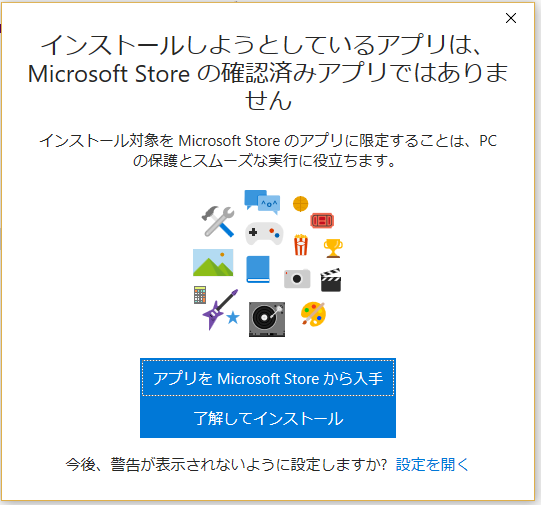 インストールしようとしているアプリは、
Microsoft Store の確認済みアプリではありま
せん
インストール対象を Microsoft Store のアプリに限定することは、PC
の保護とスムーズな実行に役立ちます。
アプリを Microsoft Store から入手
了解してインストール
今後、警告が表示されないように設定しますか? 設定を開く